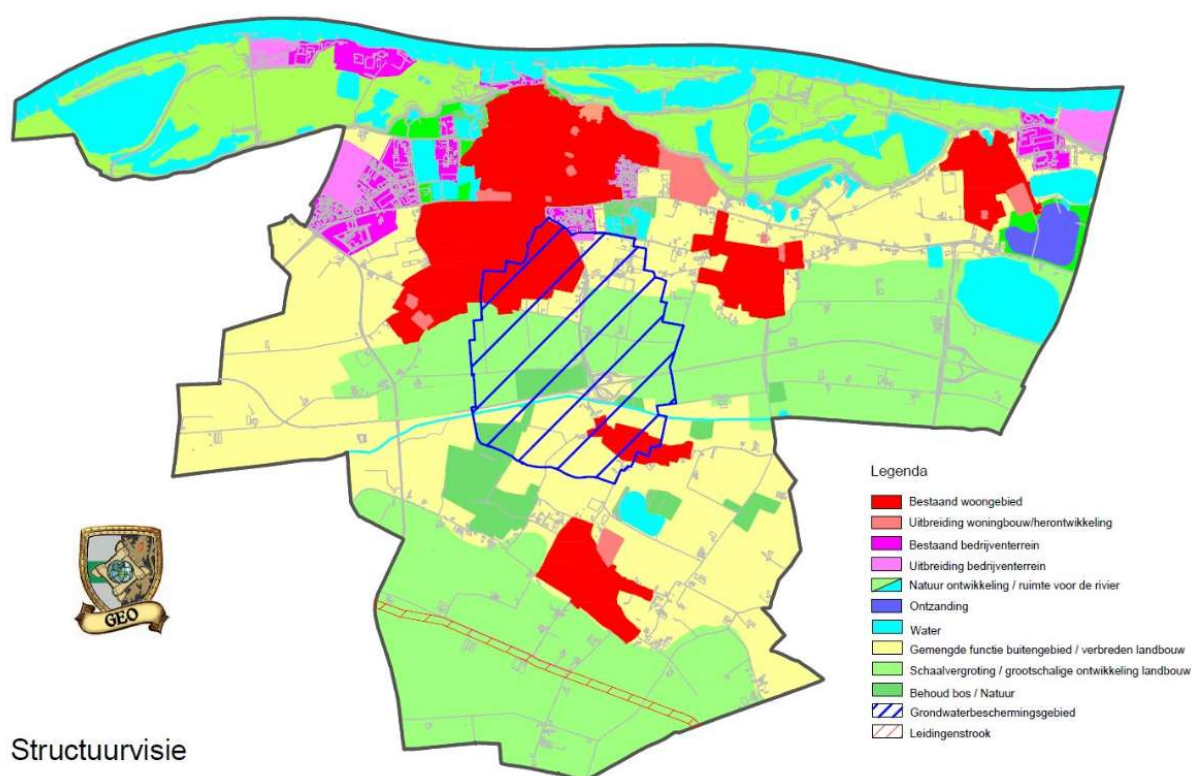 Legenda
Bestaand woongebied
Uitbreiding woningbouw/herontwikkeling
Bestaand bedrijventerrein
Uitbreiding bedrijventerrein
Natuur ontwikkeling / ruimte voor de rivier
Ontzanding
Water
Gemengde functie buitengebied / verbreden landbouw
Schaalvergroting / grootschalige ontwikkeling landbouw
Behoud bos / Natuur
Grondwaterbeschermingsgebied
Leidingenstrook
GEO
Structuurvisie